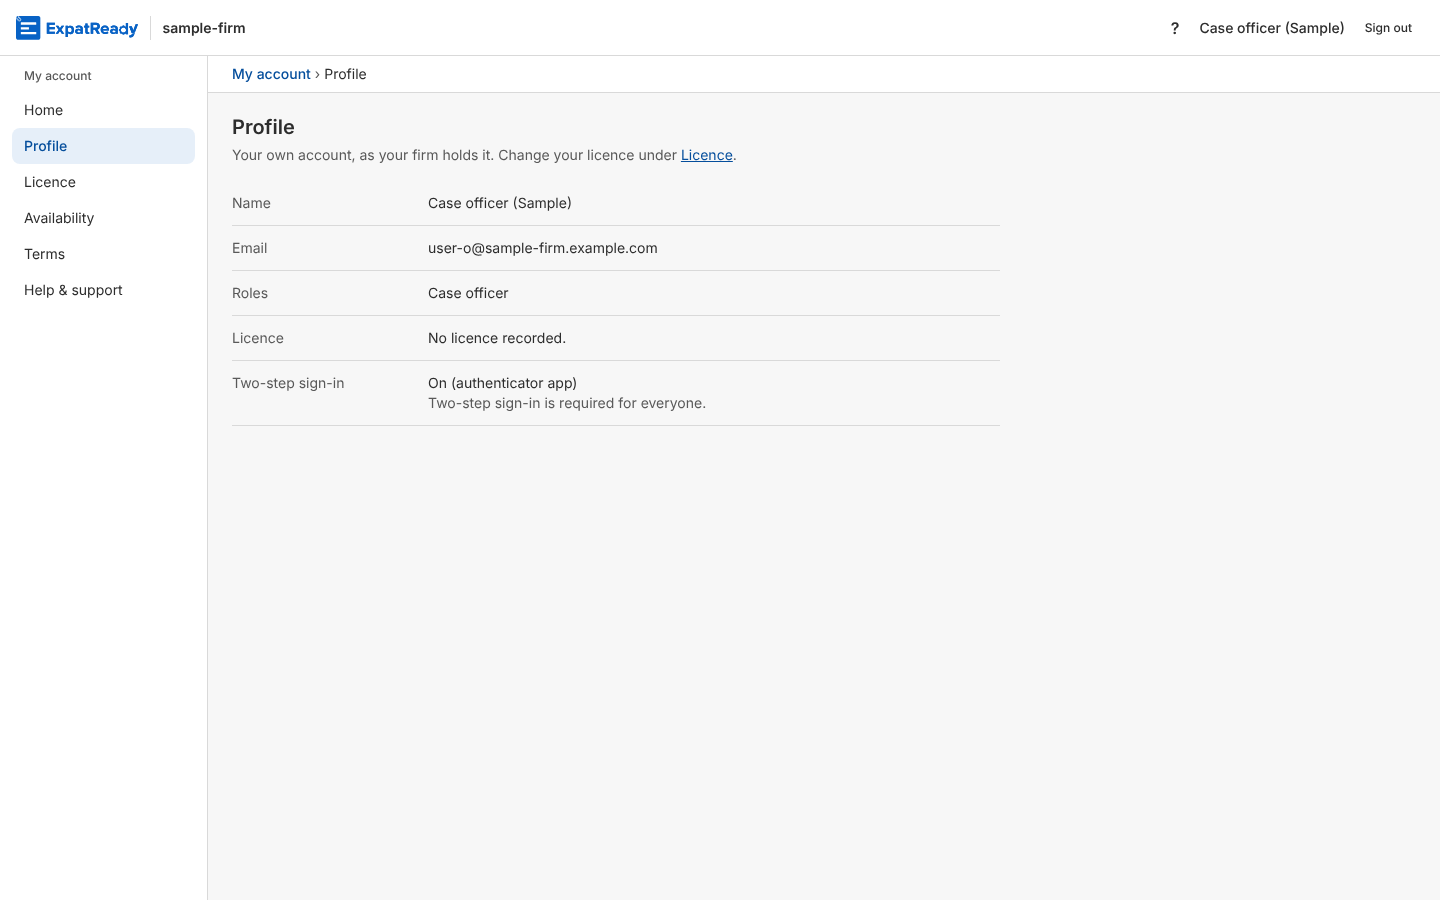 ExpatReady
sample-firm
?
Case officer (Sample)
Sign out
My account
Home
Profile
Licence
Availability
Terms
Help & support
My account › Profile
Profile
Your own account, as your firm holds it. Change your licence under Licence.
Name
Case officer (Sample)
Email
user-o@sample-firm.example.com
Roles
Case officer
Licence
No licence recorded.
Two-step sign-in
On (authenticator app)
Two-step sign-in is required for everyone.